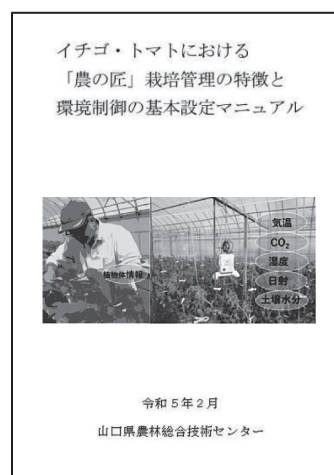 イチゴ・トマトにおける
「農の匠」栽培管理の特徴と
環境制御の基本設定マニュアル
植物体情報
気温
CO₂
湿度
日射
土壌水分
令和5年2月
山口県農林総合技術センター